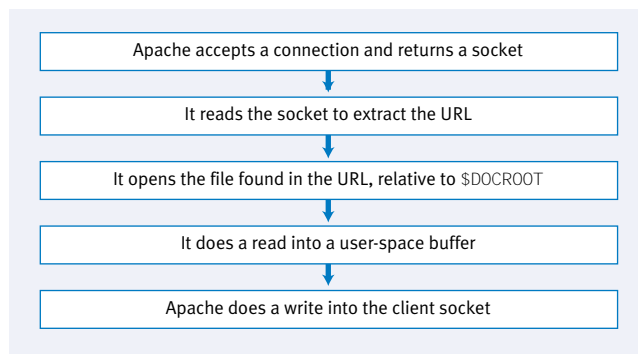 Apache accepts a connection and returns a socket
It reads the socket to extract the URL
It opens the file found in the URL, relative to $DOCROOT
It does a read into a user-space buffer
Apache does a write into the client socket